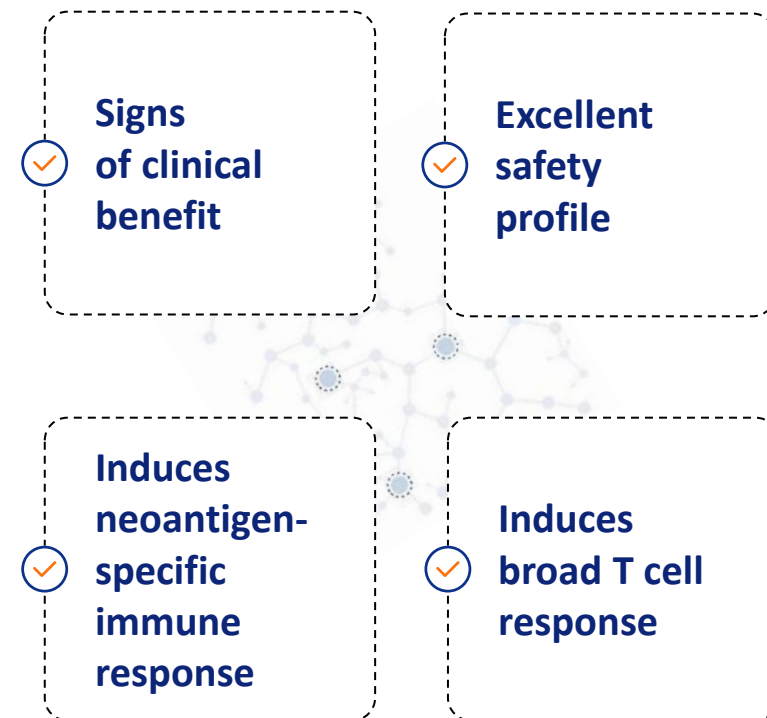 Signs
of clinical
benefit
Excellent
safety
profile
Induces
neoantigen-
specific
immune
response
Induces
broad T cell
response